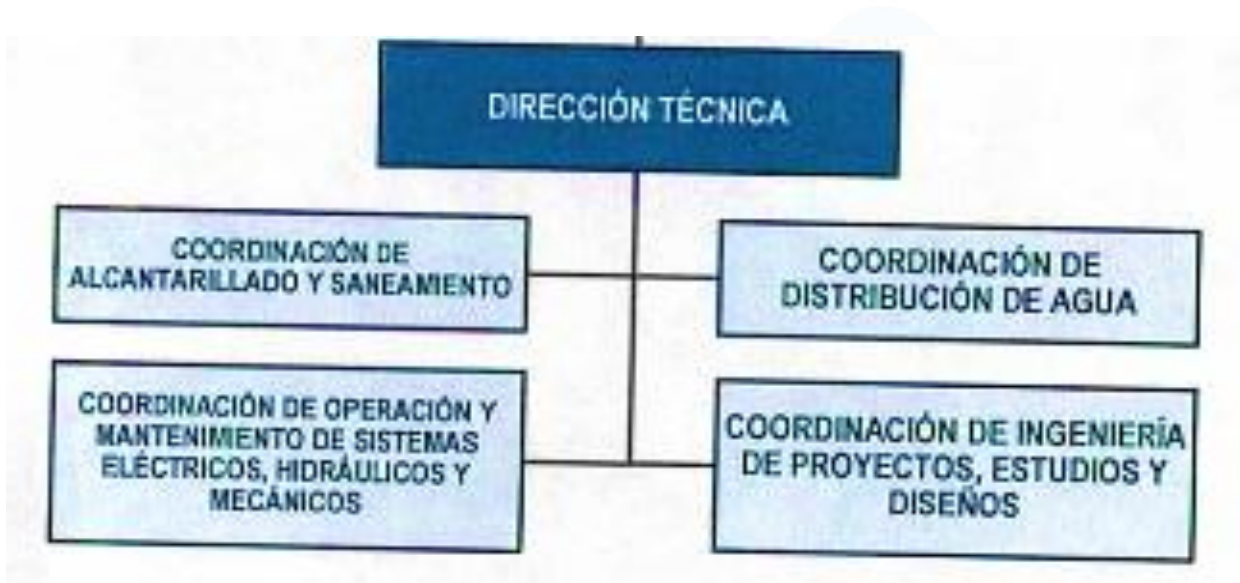 DIRECCIÓN TÉCNICA
COORDINACIÓN DE
ALCANTARILLADO Y SANEAMIENTO
COORDINACIÓN DE
DISTRIBUCIÓN DE AGUA
COORDINACIÓN DE OPERACIÓN Y
MANTENIMIENTO DE SISTEMAS
ELÉCTRICOS, HIDRÁULICOS Y
MECÁNICOS
COORDINACIÓN DE INGENIERÍA
DE PROYECTOS, ESTUDIOS Y
DISEÑOS